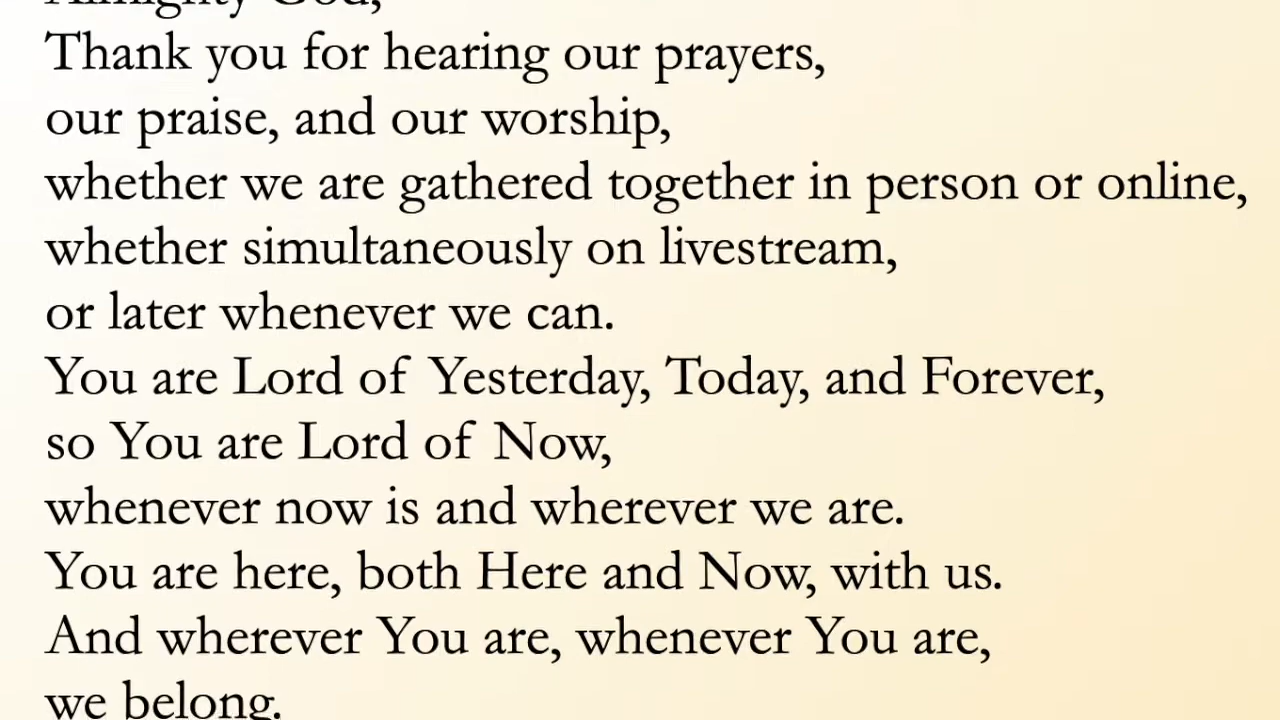 Almighty God,
Thank you for hearing our prayers,
our praise, and our worship,
whether we are gathered together in person or online,
whether simultaneously on livestream,
or later whenever we can.
You are Lord of Yesterday, Today, and Forever,
so You are Lord of Now,
whenever now is and wherever we are.
You are here, both Here and Now, with us.
And wherever You are, whenever You are,
we belong.